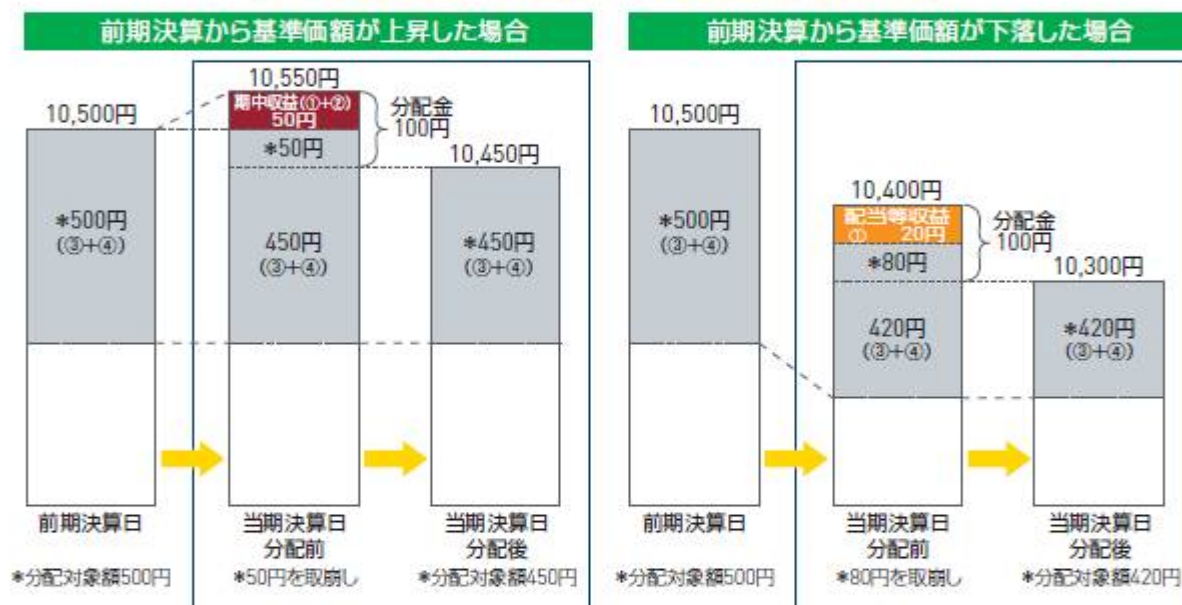 前期決算から基準価額が上昇した場合
10,500円
*500円
(③+④)
前期決算日
*分配対象額500円
10,550円
期中収益(①+②)
50円
*50円
450円
(③+④)
分配金
100円
当期決算日
分配前
*50円を取崩し
10,450円
*450円
(③+④)
当期決算日
分配後
*分配対象額450円
前期決算から基準価額が下落した場合
10,500円
*500円
(③+④)
前期決算日
*分配対象額500円
10,400円
配当等収益
① 20円
*80円
420円
(③+④)
分配金
100円
当期決算日
分配前
*80円を取崩し
10,300円
*420円
(③+④)
当期決算日
分配後
*分配対象額420円